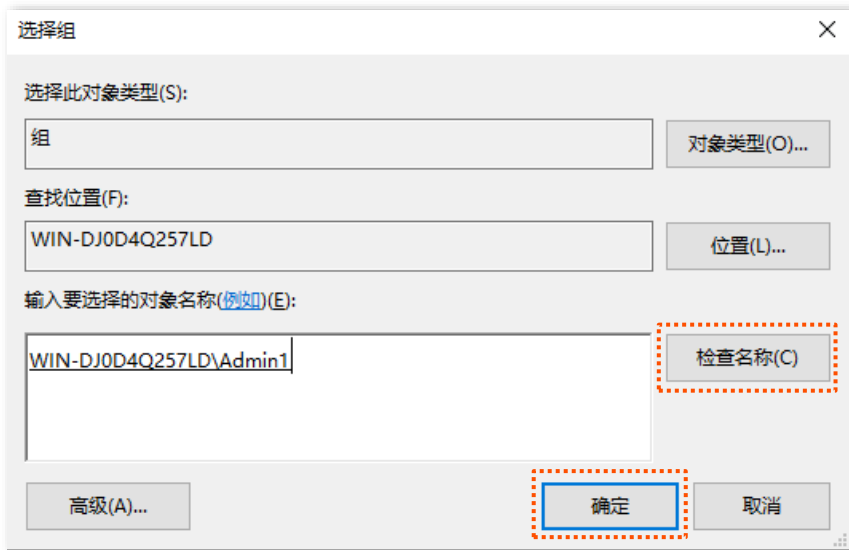 选择组
选择此对象类型(S):
组
对象类型(O)...
查找位置(F):
WIN-DJ0D4Q257LD
位置(L)...
输入要选择的对象名称(例如)(E):
WIN-DJ0D4Q257LD\Admin1
检查名称(C)
高级(A)...
确定
取消